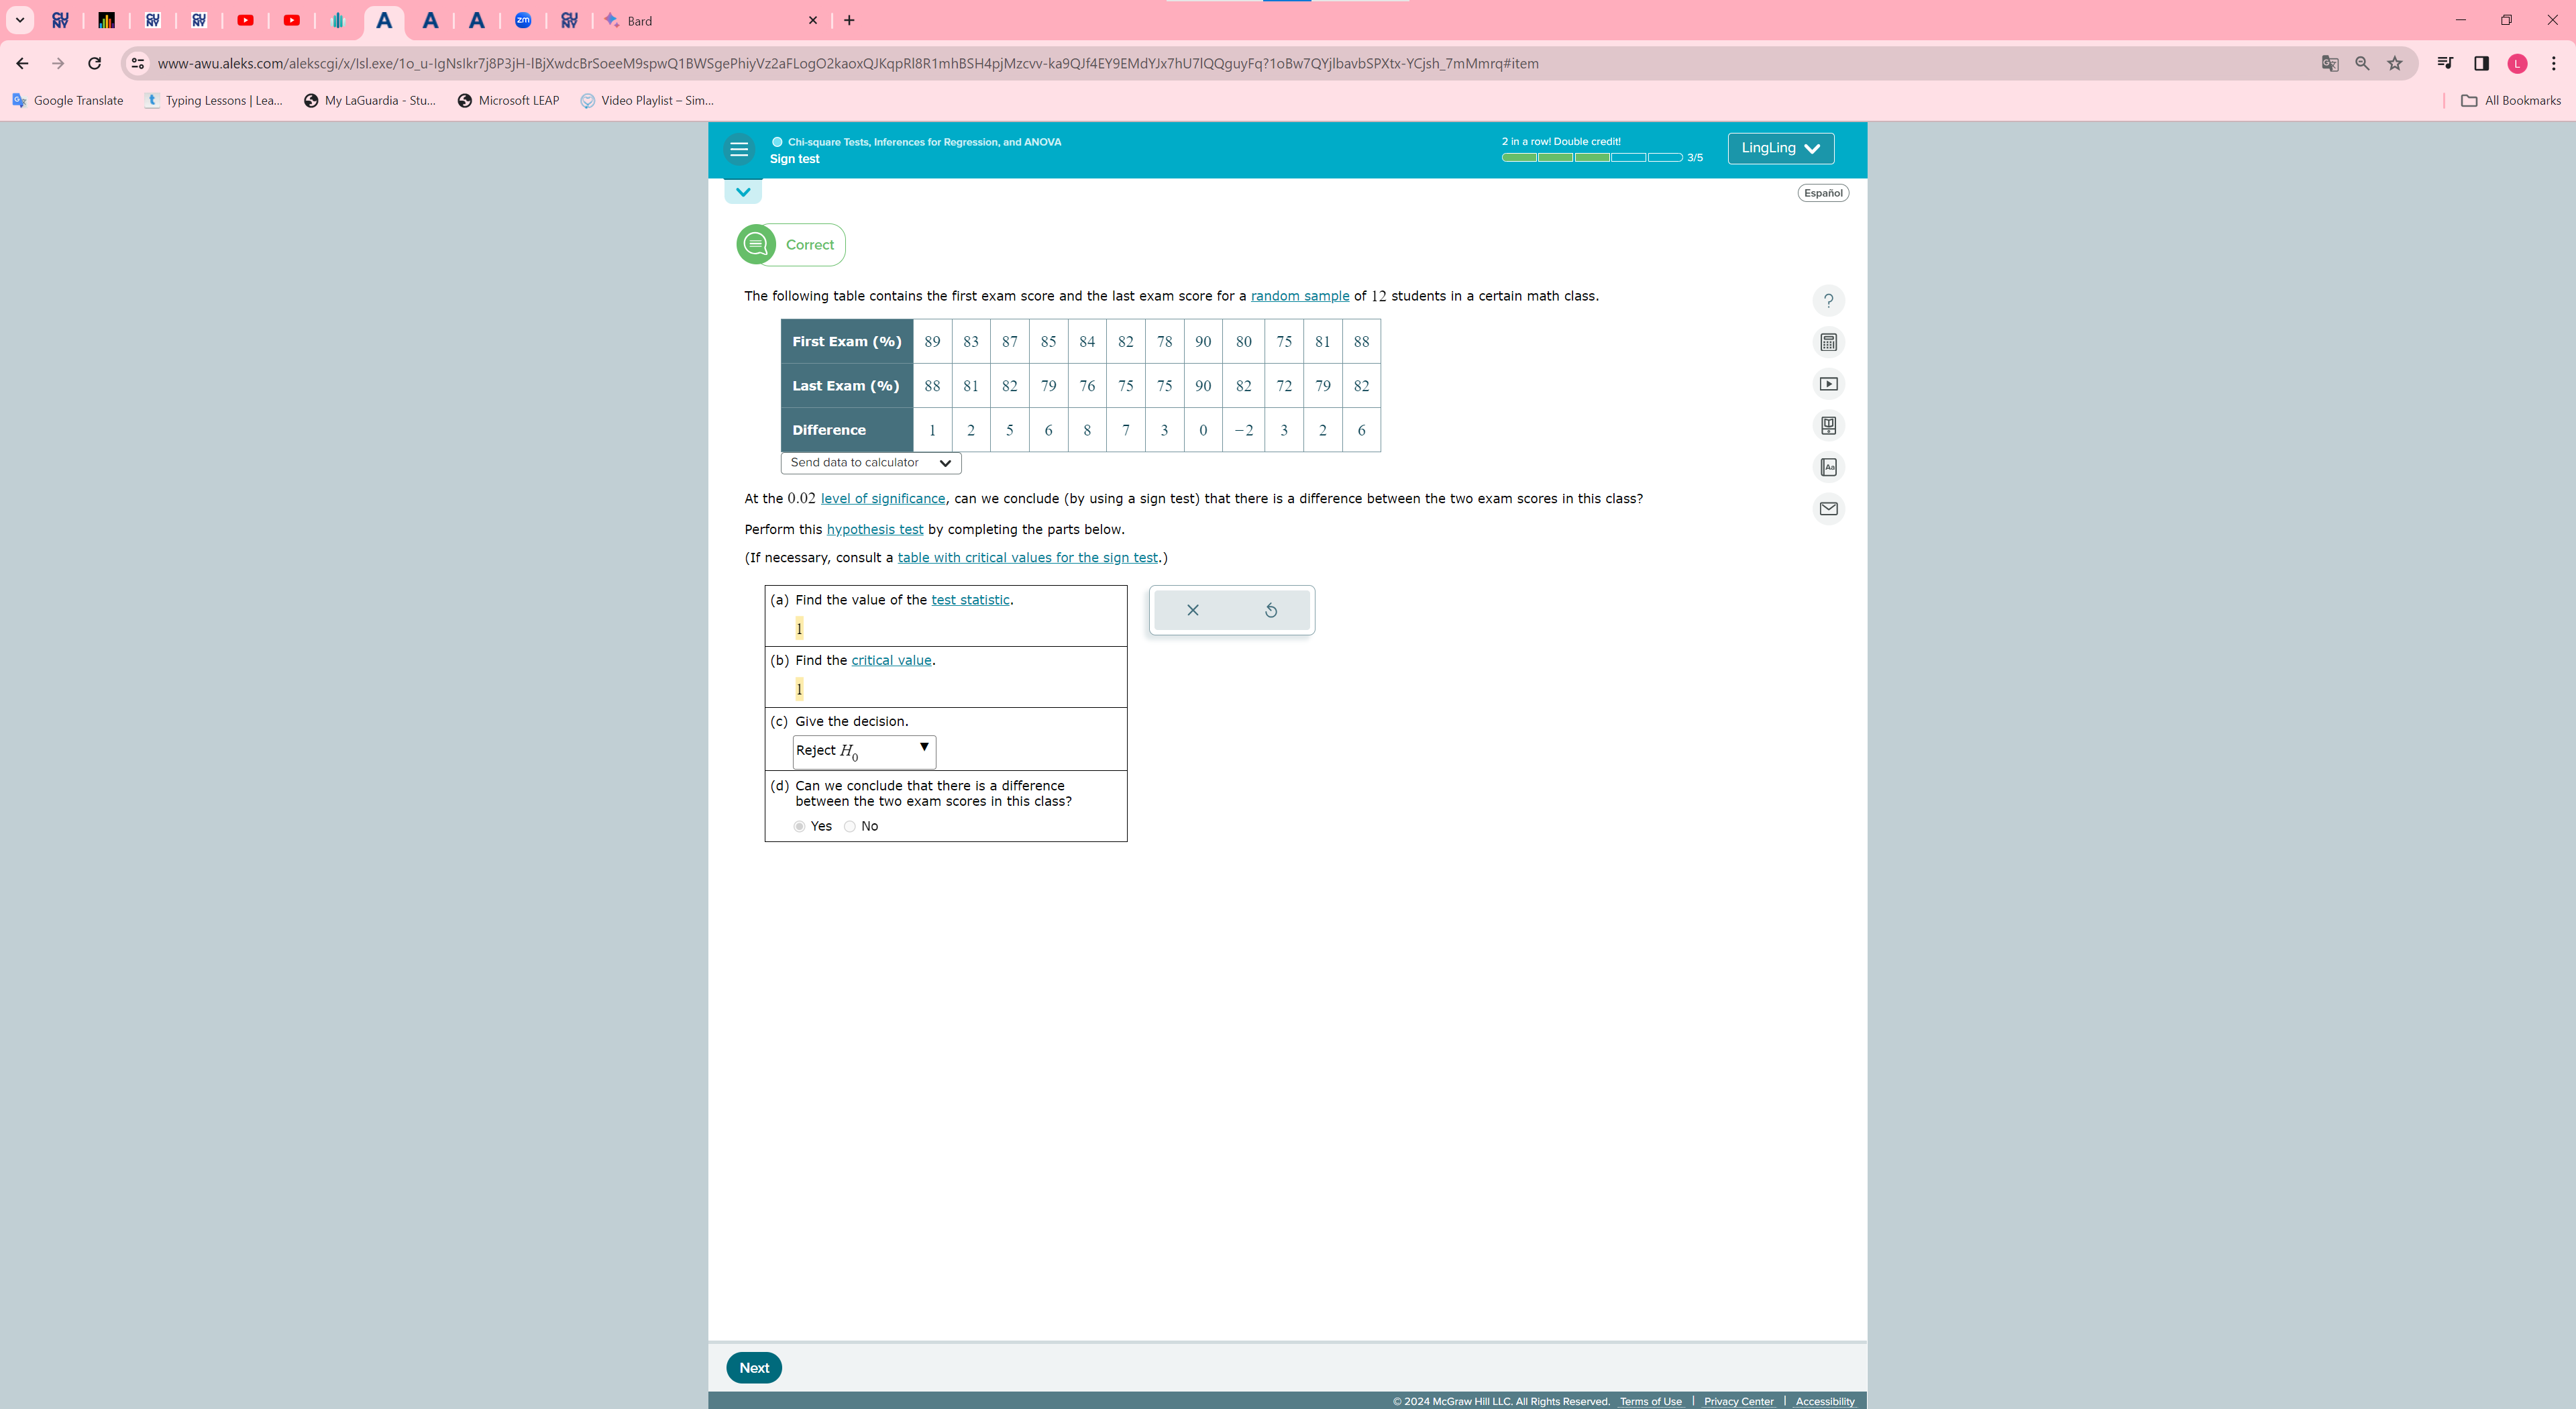 Bard
www-awu.aleks.com/alekscgi/x/Isl.exe/1o_u-IgNsIkr7j8P3jH-IBjXwdcBrSoeeM9spwQ1BWSgePhiyVz2aFLogO2kaoxQJKqpRl8R1mhBSH4pjMzcvv-ka9QJf4EY9EMdYJx7hU7lQQguyFq?1oBw7QYjlbavbSPXtx-YCjsh_7mMmrq#item
L
Google Translate
Typing Lessons | Lea...
My LaGuardia - Stu...
Microsoft LEAP
Video Playlist – Sim...
All Bookmarks
Chi-square Tests, Inferences for Regression, and ANOVA
Sign test
2 in a row! Double credit!
3/5
LingLing
Español
Correct
The following table contains the first exam score and the last exam score for a random sample of 12 students in a certain math class.
First Exam (%) 89 83 87 85 84 82 78 90 80 75 81 88
Last Exam (%) 88 81 82 79 76 75 75 90 82 72 79 82
Difference 1 2 5 6 8 7 3 0 −2 3 2 6
Send data to calculator
At the 0.02 level of significance, can we conclude (by using a sign test) that there is a difference between the two exam scores in this class?
Perform this hypothesis test by completing the parts below.
(If necessary, consult a table with critical values for the sign test.)
(a) Find the value of the test statistic.
1
(b) Find the critical value.
1
(c) Give the decision.
Reject H0
(d) Can we conclude that there is a difference
between the two exam scores in this class?
Yes No
Next
© 2024 McGraw Hill LLC. All Rights Reserved. Terms of Use | Privacy Center | Accessibility